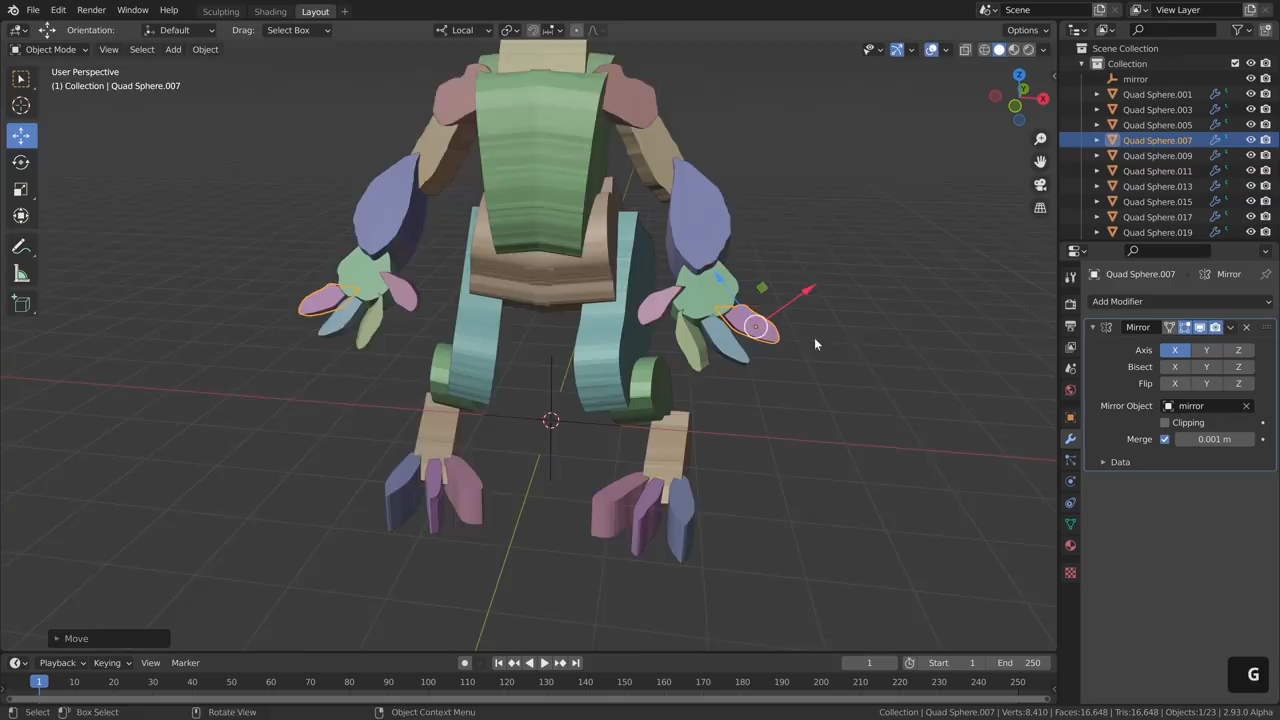 File Edit Render Window Help Sculpting Shading Layout + Scene View Layer
Orientation: Default Drag: Select Box Local Options
Object Mode View Select Add Object
User Perspective
(1) Collection | Quad Sphere.007
Z
Y
X
Scene Collection
Collection
mirror
Quad Sphere.001
Quad Sphere.003
Quad Sphere.005
Quad Sphere.007
Quad Sphere.009
Quad Sphere.011
Quad Sphere.013
Quad Sphere.015
Quad Sphere.017
Quad Sphere.019
Quad Sphere.007 Mirror
Add Modifier
Mirror
Axis X Y Z
Bisect X Y Z
Flip X Y Z
Mirror Object mirror
Clipping
Merge 0.001 m
Data
Move
G
Playback Keying View Marker 1 Start 1 End 250
1 10 20 30 40 50 60 70 80 90 100 110 120 130 140 150 160 170 180 190 200 210 220 230 240 250
Select Box Select Rotate View Object Context Menu Collection | Quad Sphere.007 | Verts:8,410 | Faces:16,648 | Tris:16,648 | Objects:1/23 | 2.93.0 Alpha